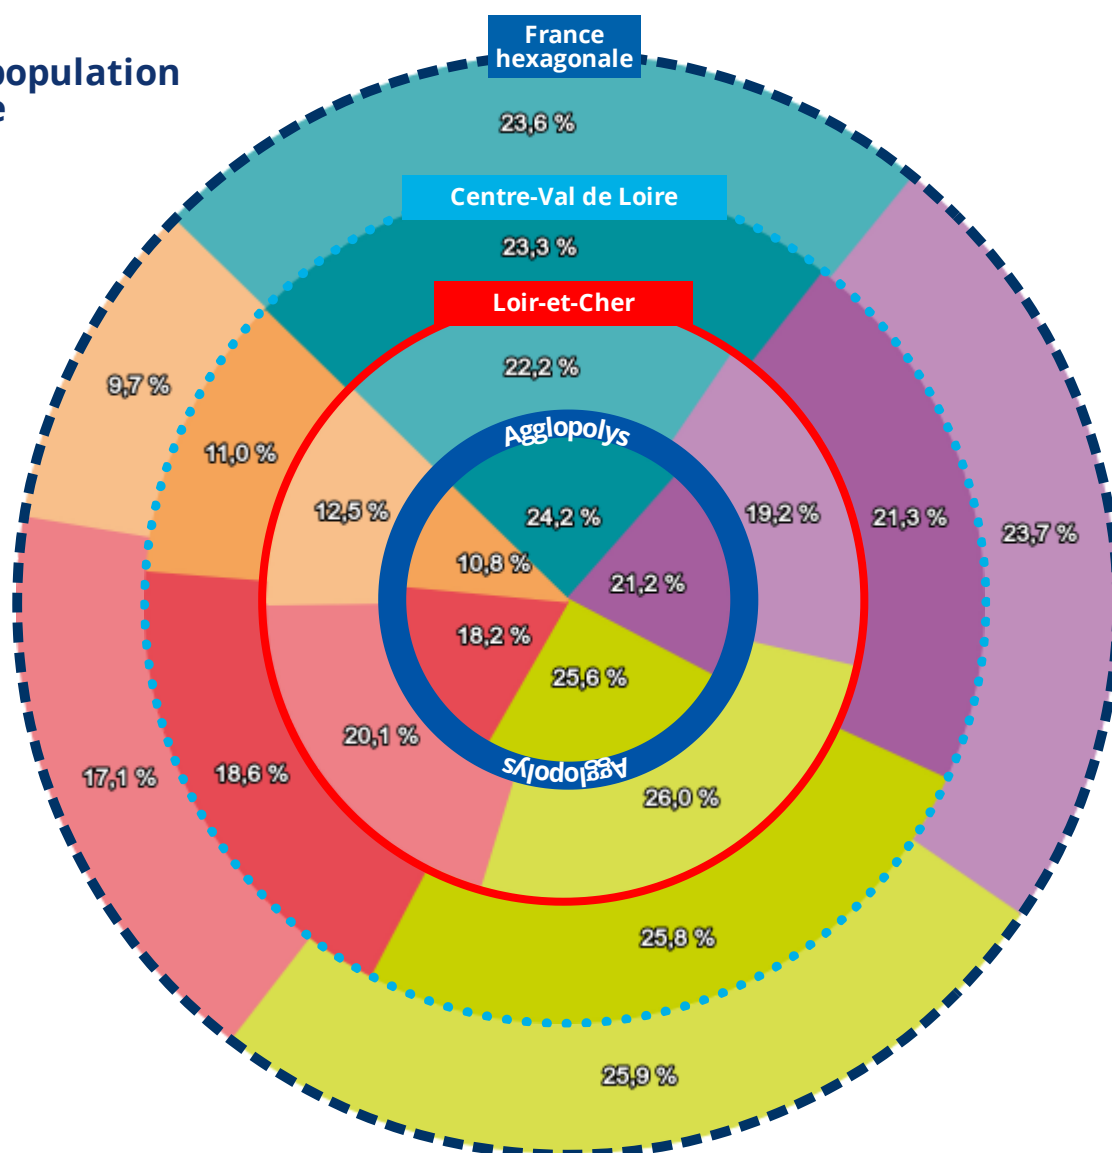 France
hexagonale
population
e
23,6 %
Centre-Val de Loire
23,3 %
Loir-et-Cher
22,2 %
9,7 %
Agglopolys
11,0 %
12,5 %
24,2 %
19,2 %
21,3 %
23,7 %
10,8 %
21,2 %
18,2 %
25,6 %
20,1 %
Agglopolys
18,6 %
17,1 %
26,0 %
25,8 %
25,9 %